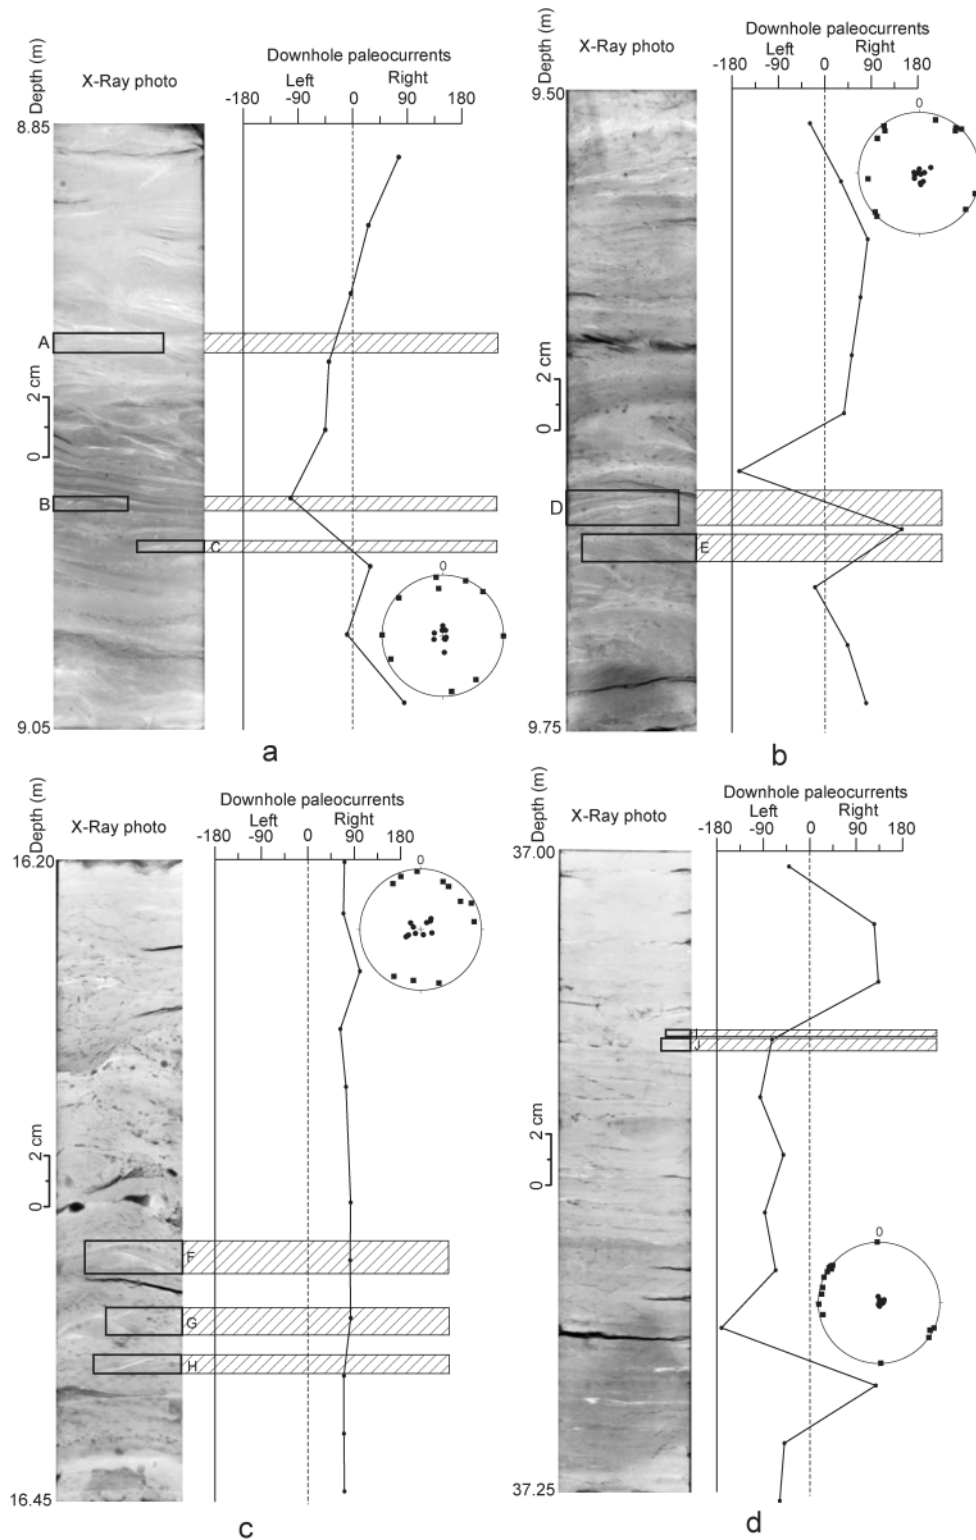 Downhole paleocurrents
Depth (m)
X-Ray photo
Left
Right
-180 -90 0 90 180
8.85
A
2 cm
0
B
C
0
9.05
a
Downhole paleocurrents
Depth (m)
X-Ray photo
Left
Right
-180 -90 0 90 180
9.50
0
2 cm
0
D
E
9.75
b
Downhole paleocurrents
Depth (m)
X-Ray photo
Left
Right
-180 -90 0 90 180
16.20
0
2 cm
0
F
G
H
16.45
c
Downhole paleocurrents
Depth (m)
X-Ray photo
Left
Right
-180 -90 0 90 180
37.00
I
J
2 cm
0
0
37.25
d